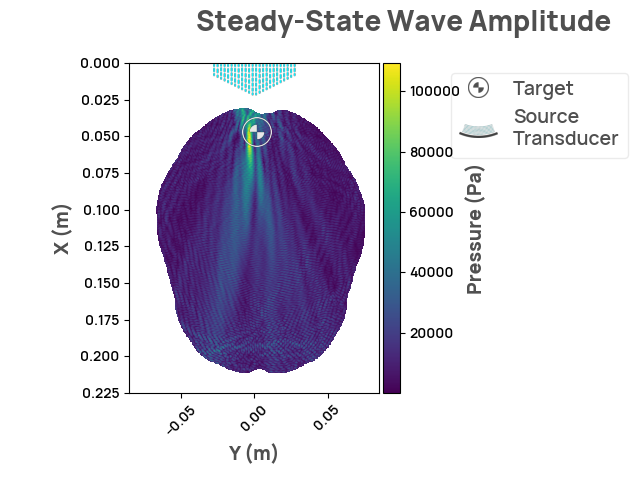 Steady-State Wave Amplitude
0.000
0.025
0.050
0.075
0.100
0.125
0.150
0.175
0.200
0.225
X (m)
-0.05
0.00
0.05
Y (m)
100000
80000
60000
40000
20000
Pressure (Pa)
Target
Source
Transducer